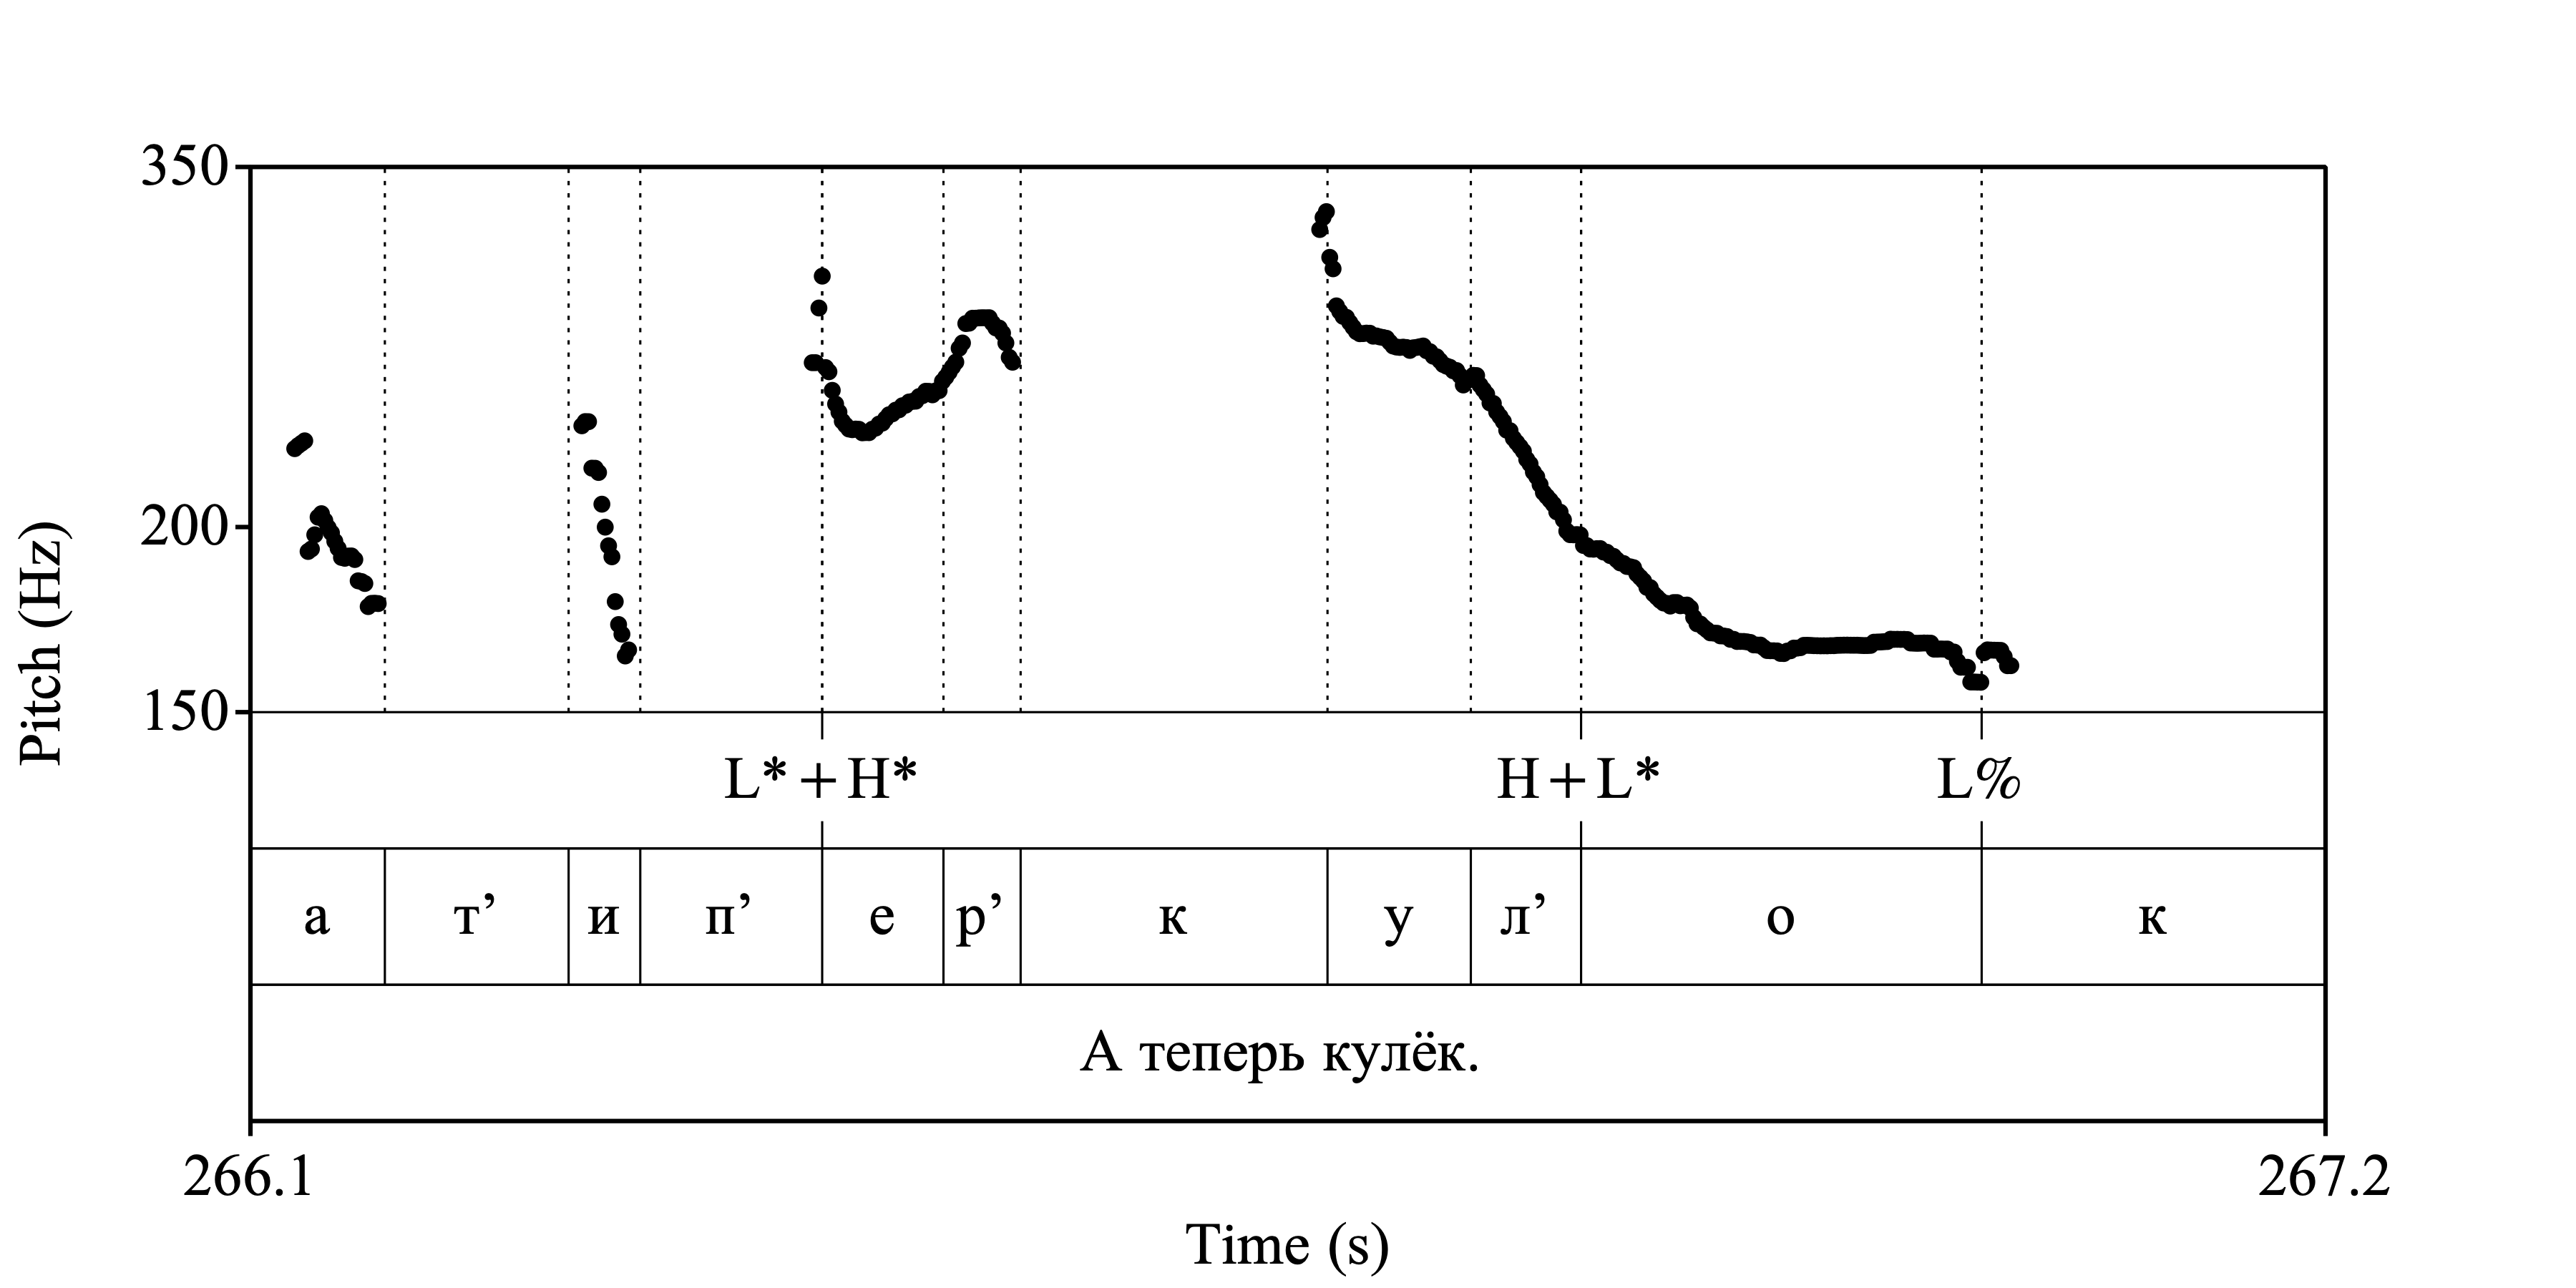 350
200
150
Pitch (Hz)
L*+H* H+L* L%
а т’ и п’ е р’ к у л’ о к
А теперь кулёк.
266.1 267.2
Time (s)